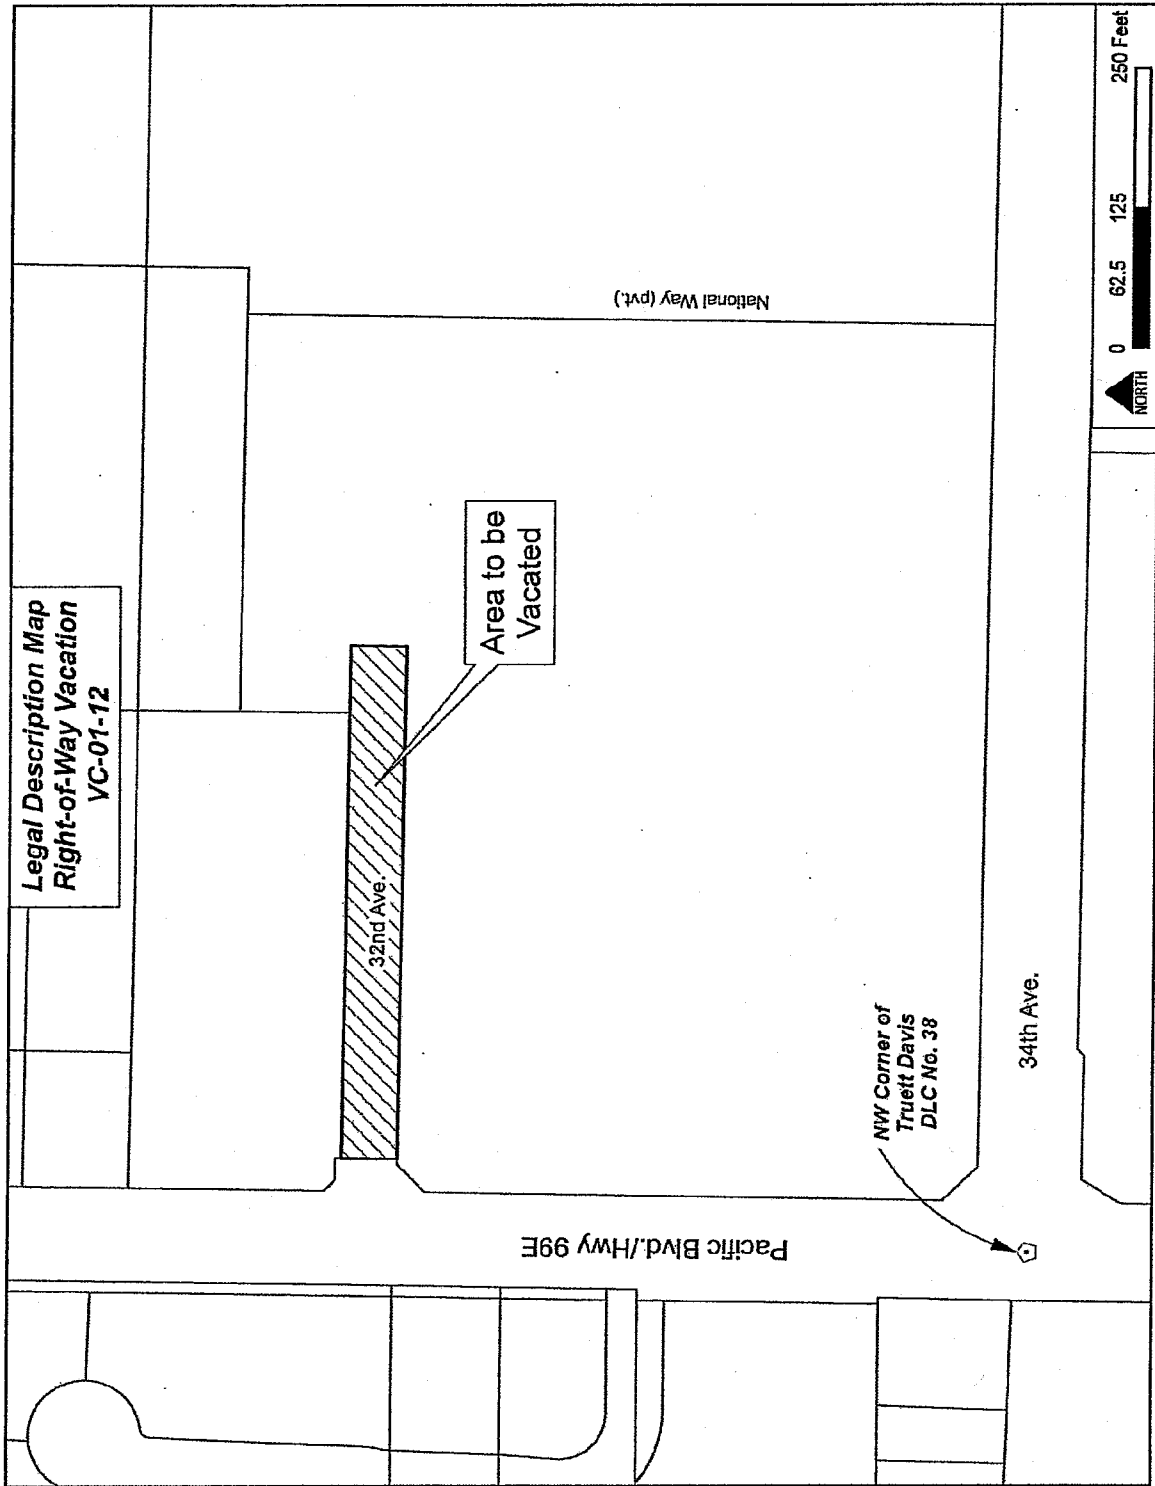 Legal Description Map
Right-of-Way Vacation
VC-01-12
32nd Ave.
Area to be
Vacated
National Way (pvt.)
Pacific Blvd./Hwy 99E
NW Corner of
Truett Davis
DLC No. 38
34th Ave.
NORTH
0 62.5 125 250 Feet